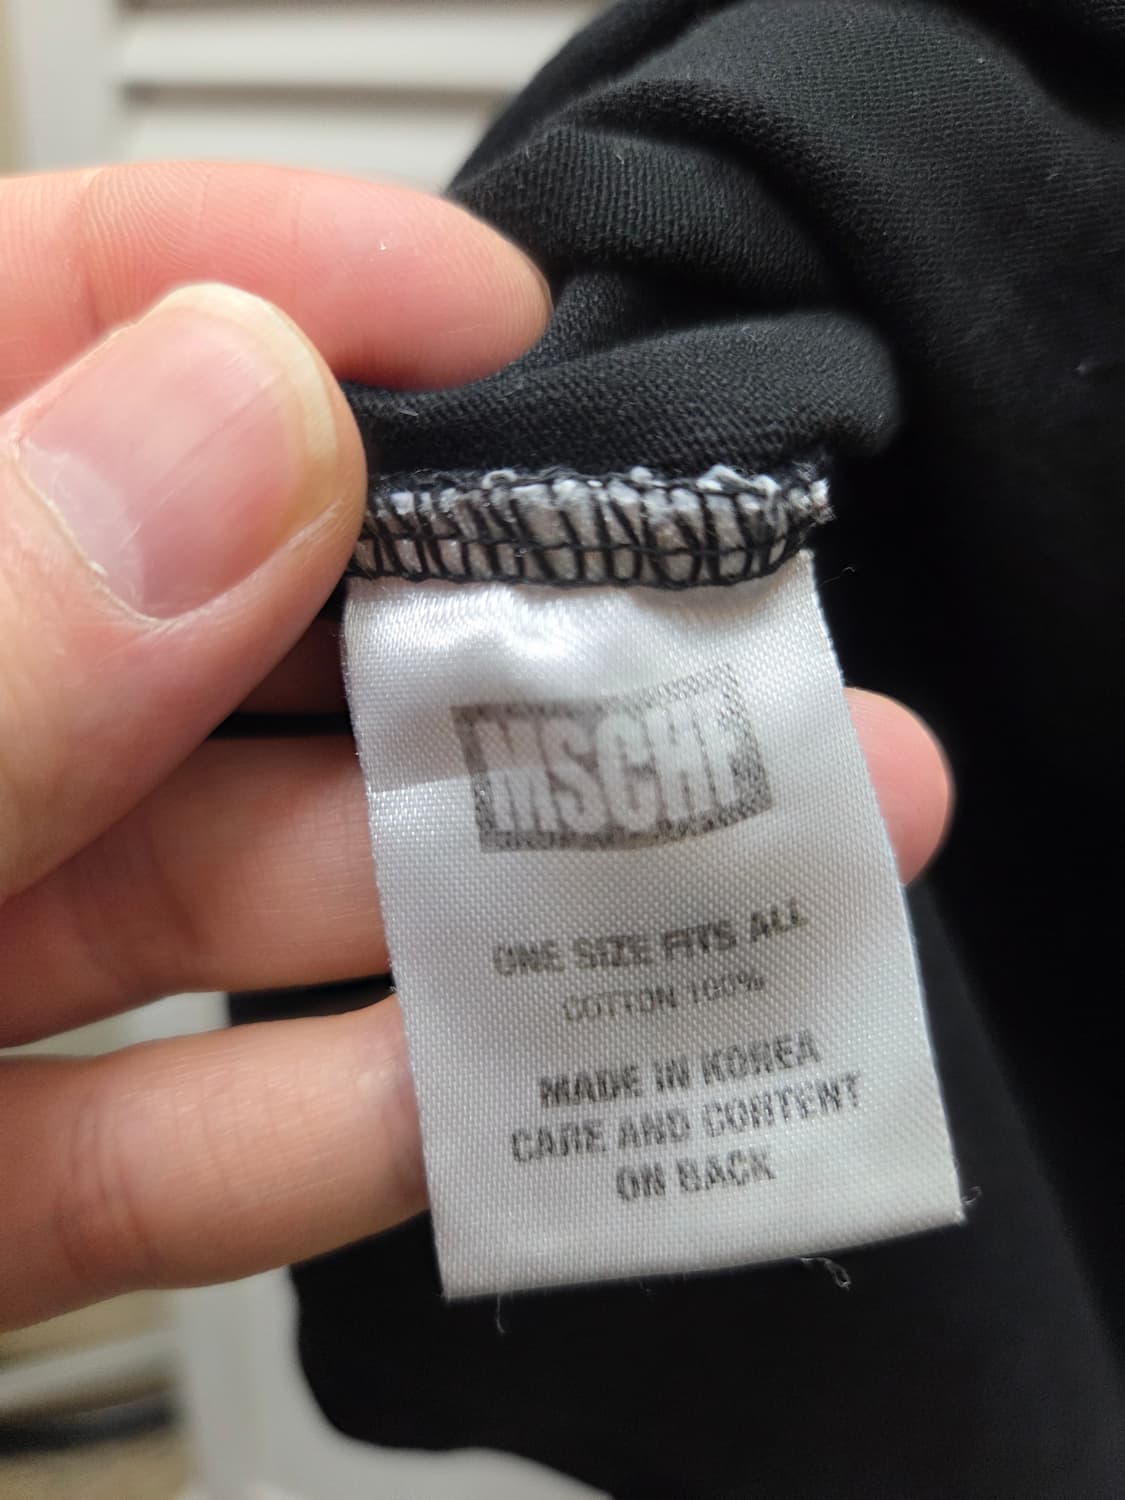 MSCHF
ONE SIZE FITS ALL
COTTON 100%
MADE IN KOREA
CARE AND CONTENT
ON BACK